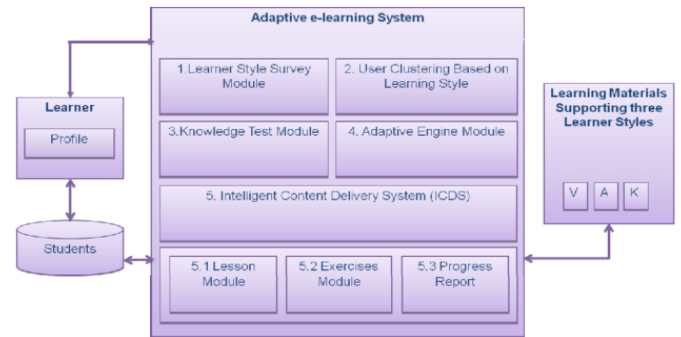 Adaptive e-learning System
1.Learner Style Survey
Module
2. User Clustering Based on
Learning Style
3.Knowledge Test Module
4. Adaptive Engine Module
5. Intelligent Content Delivery System (ICDS)
5.1 Lesson
Module
5.2 Exercises
Module
5.3 Progress
Report
Learner
Profile
Students
Learning Materials
Supporting three
Learner Styles
V
A
K